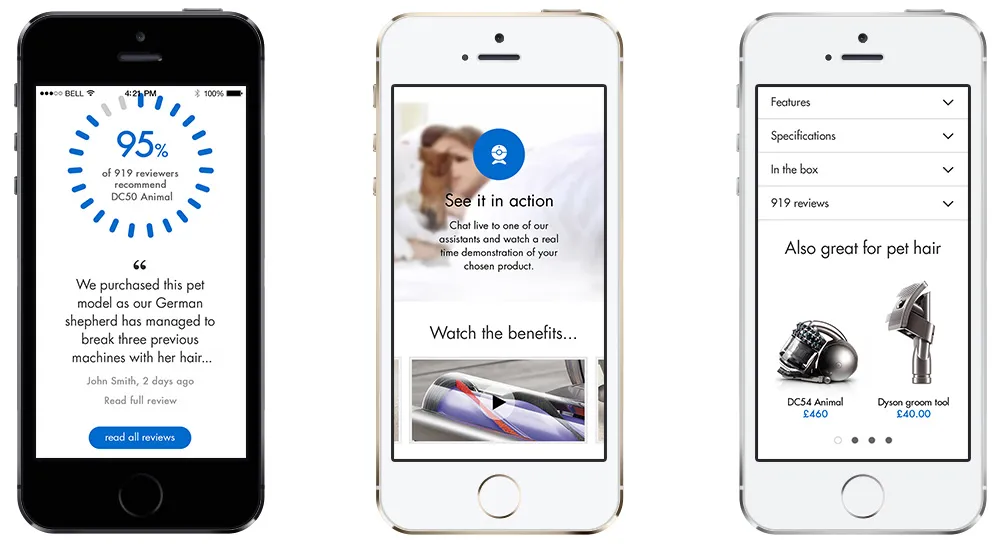 BELL 4:21 PM 100%
95%
of 919 reviewers
recommend
DC50 Animal
“
We purchased this pet
model as our German
shepherd has managed to
break three previous
machines with her hair...
John Smith, 2 days ago
Read full review
read all reviews
See it in action
Chat live to one of our
assistants and watch a real
time demonstration of your
chosen product.
Watch the benefits...
Features
Specifications
In the box
919 reviews
Also great for pet hair
DC54 Animal
£460
Dyson groom tool
£40.00